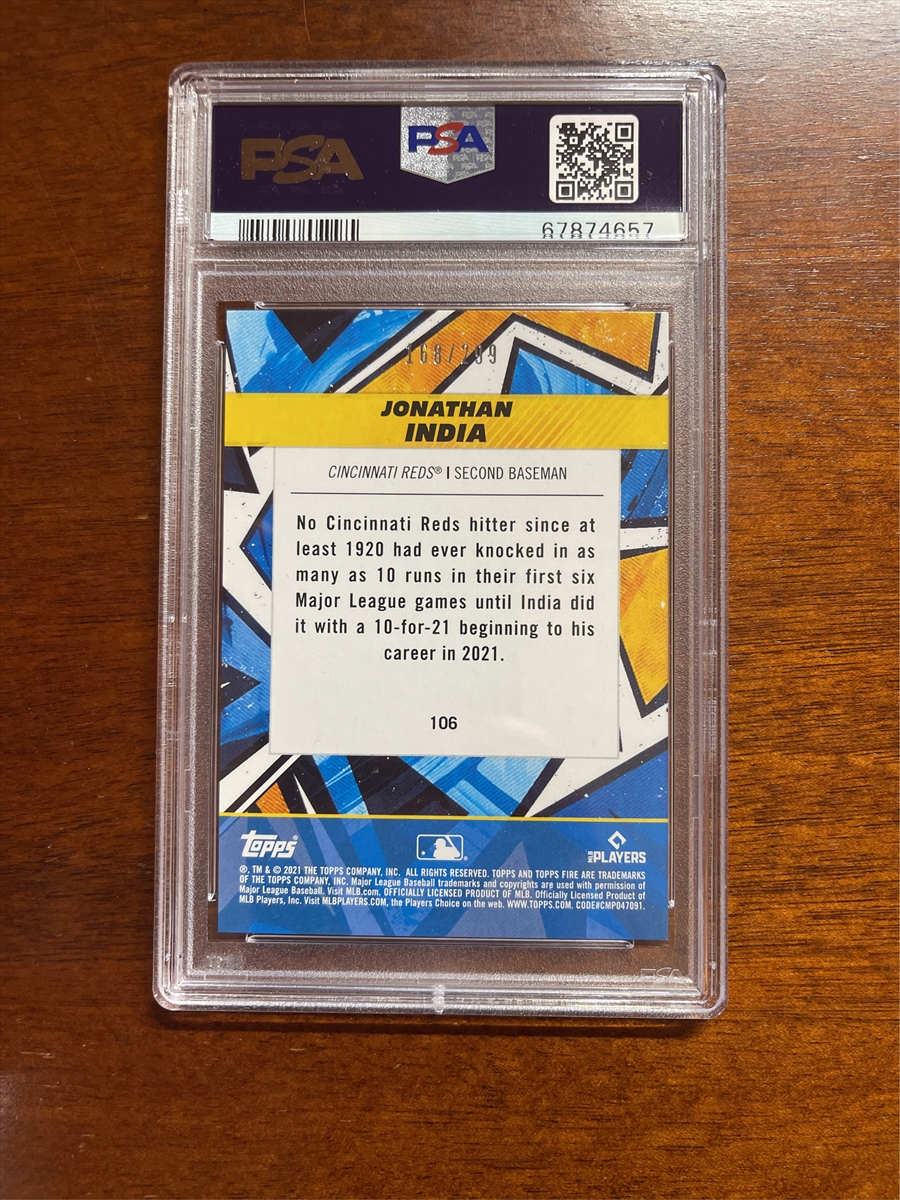 PSA
PSA
67874657
168/299
JONATHAN
INDIA
CINCINNATI REDS® | SECOND BASEMAN
No Cincinnati Reds hitter since at
least 1920 had ever knocked in as
many as 10 runs in their first six
Major League games until India did
it with a 10-for-21 beginning to his
career in 2021.
106
topps®
MLB PLAYERS
®, TM & © 2021 THE TOPPS COMPANY, INC. ALL RIGHTS RESERVED. TOPPS AND TOPPS FIRE ARE TRADEMARKS
OF THE TOPPS COMPANY, INC. Major League Baseball trademarks and copyrights are used with permission of
Major League Baseball. Visit MLB.com. OFFICIALLY LICENSED PRODUCT OF MLB. Officially Licensed Product of
MLB Players, Inc. Visit MLBPLAYERS.com, the Players Choice on the web. WWW.TOPPS.COM. CODE#CMP047091.
PSA